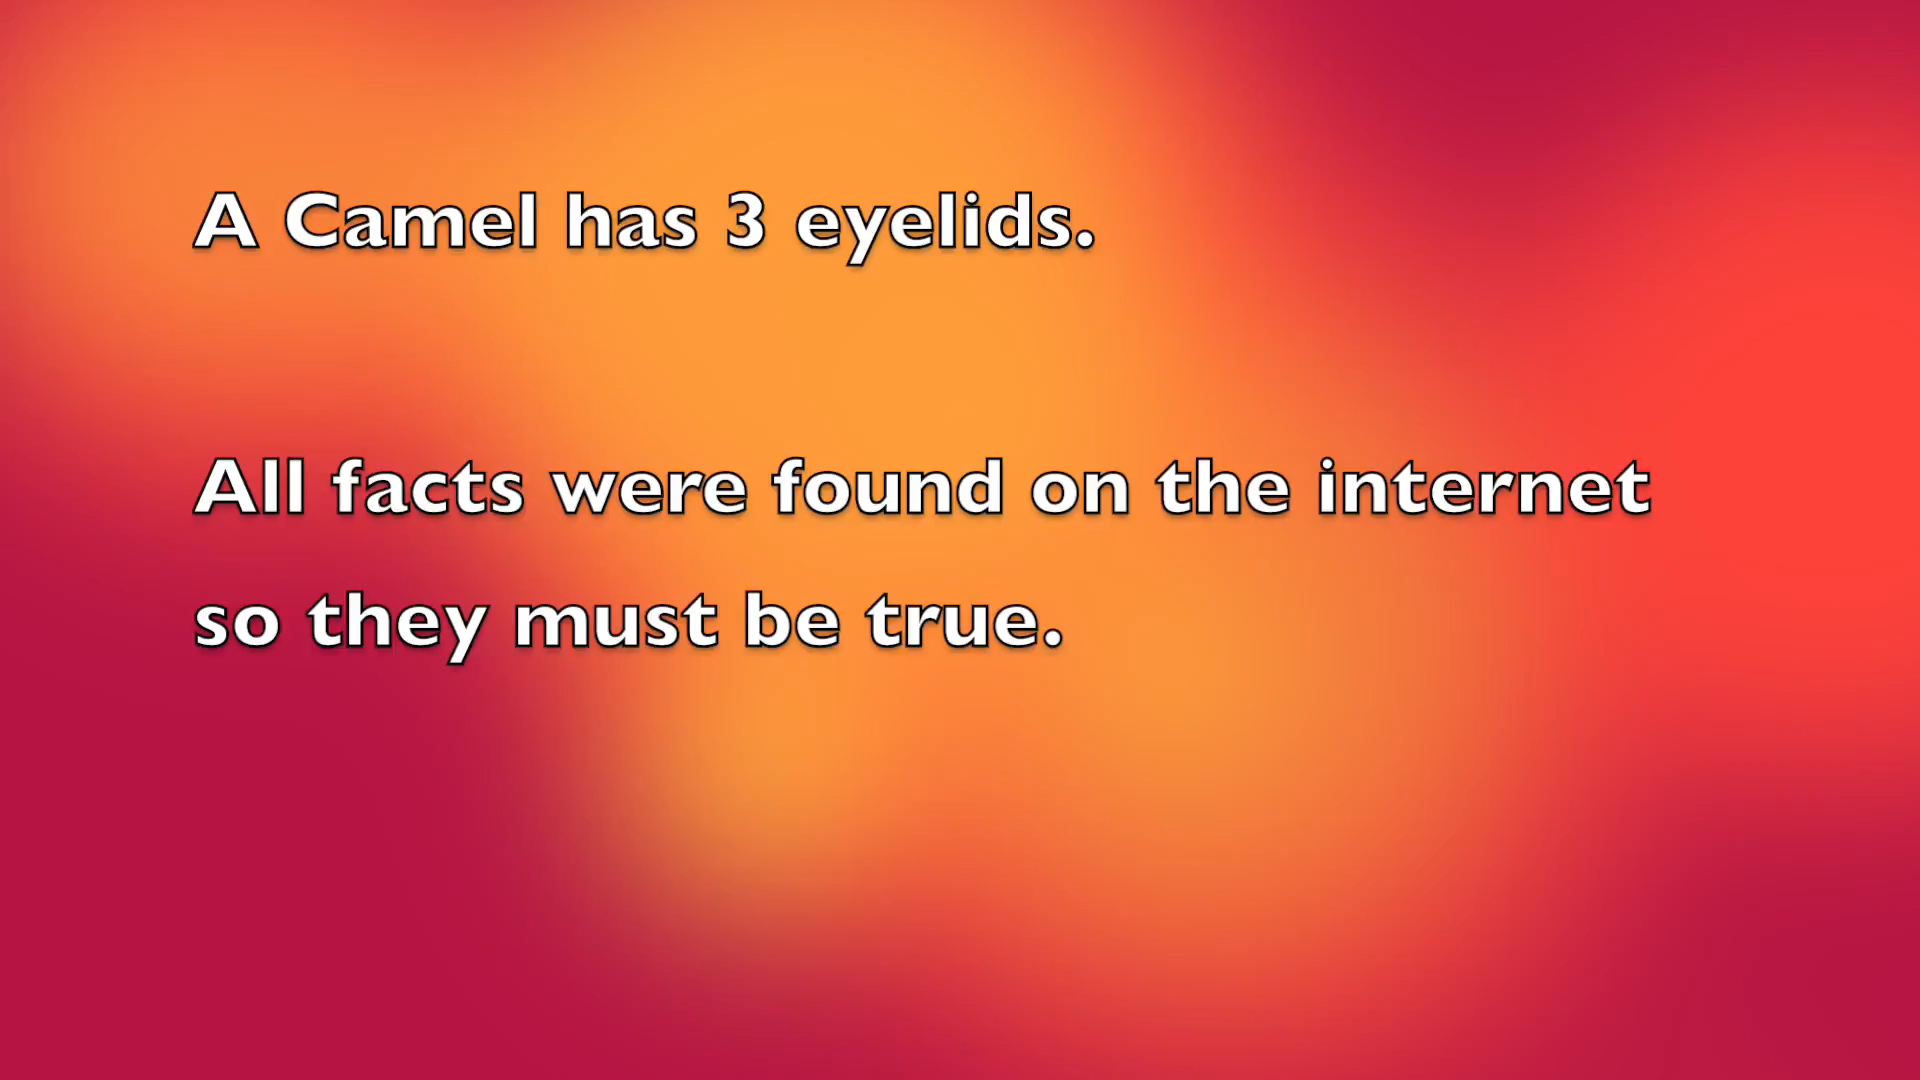 A Camel has 3 eyelids.
All facts were found on the internet
so they must be true.